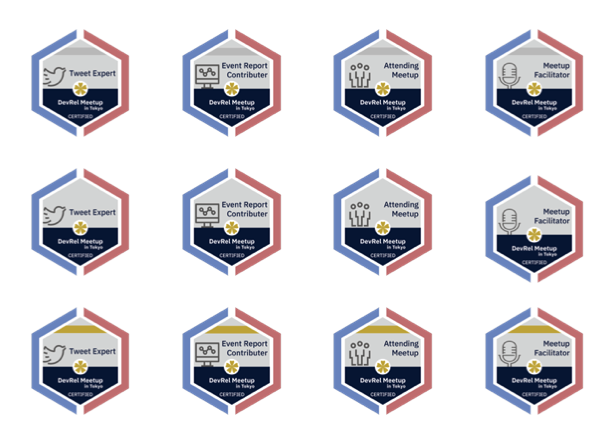 Tweet Expert
DevRel Meetup
in Tokyo
CERTIFIED
Event Report
Contributer
DevRel Meetup
in Tokyo
CERTIFIED
Attending
Meetup
DevRel Meetup
in Tokyo
CERTIFIED
Meetup
Facilitator
DevRel Meetup
in Tokyo
CERTIFIED
Tweet Expert
DevRel Meetup
in Tokyo
CERTIFIED
Event Report
Contributer
DevRel Meetup
in Tokyo
CERTIFIED
Attending
Meetup
DevRel Meetup
in Tokyo
CERTIFIED
Meetup
Facilitator
DevRel Meetup
in Tokyo
CERTIFIED
Tweet Expert
DevRel Meetup
in Tokyo
CERTIFIED
Event Report
Contributer
DevRel Meetup
in Tokyo
CERTIFIED
Attending
Meetup
DevRel Meetup
in Tokyo
CERTIFIED
Meetup
Facilitator
DevRel Meetup
in Tokyo
CERTIFIED